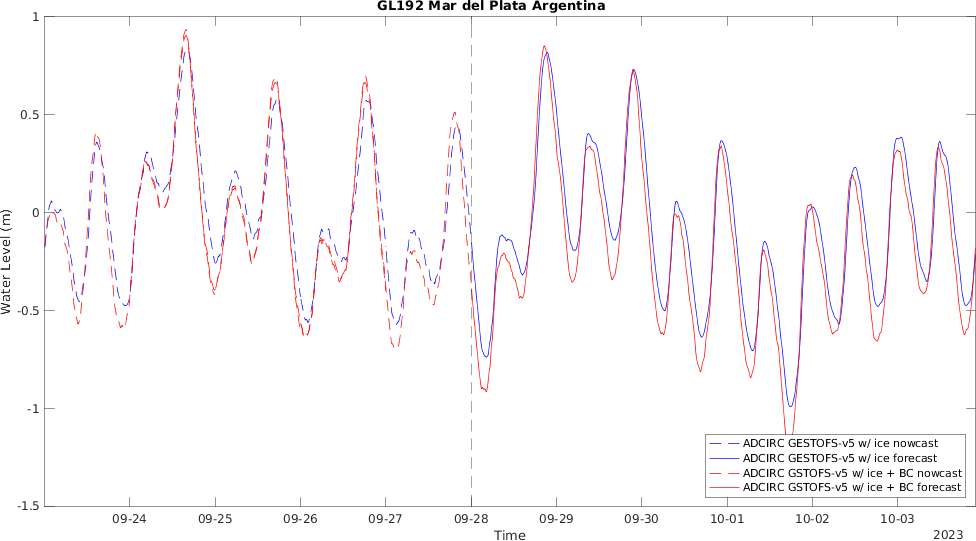 GL192 Mar del Plata Argentina
1
0.5
0
-0.5
-1
-1.5
Water Level (m)
ADCIRC GESTOFS-v5 w/ ice nowcast
ADCIRC GESTOFS-v5 w/ ice forecast
ADCIRC GSTOFS-v5 w/ ice + BC nowcast
ADCIRC GSTOFS-v5 w/ ice + BC forecast
09-24 09-25 09-26 09-27 09-28 09-29 09-30 10-01 10-02 10-03
Time
2023